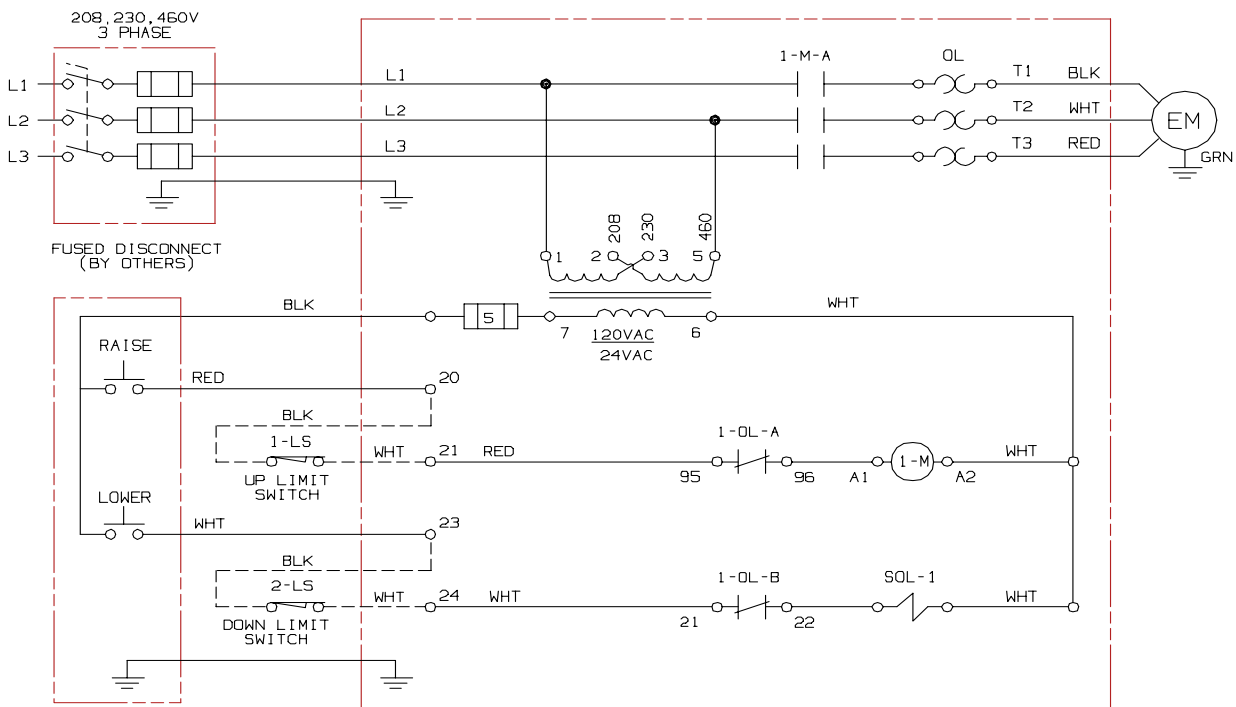 208,230,460V
3 PHASE
1-M-A
OL
L1
L1
T1
BLK
L2
L2
T2
WHT
EM
L3
L3
T3
RED
GRN
208
230
460
FUSED DISCONNECT
(BY OTHERS)
1
2
3
5
BLK
5
7
120VAC
24VAC
6
WHT
RAISE
RED
20
BLK
1-LS
WHT
21
RED
1-OL-A
95
96
A1
1-M
A2
WHT
UP LIMIT
SWITCH
LOWER
WHT
23
BLK
2-LS
WHT
24
WHT
1-OL-B
21
22
SOL-1
WHT
DOWN LIMIT
SWITCH